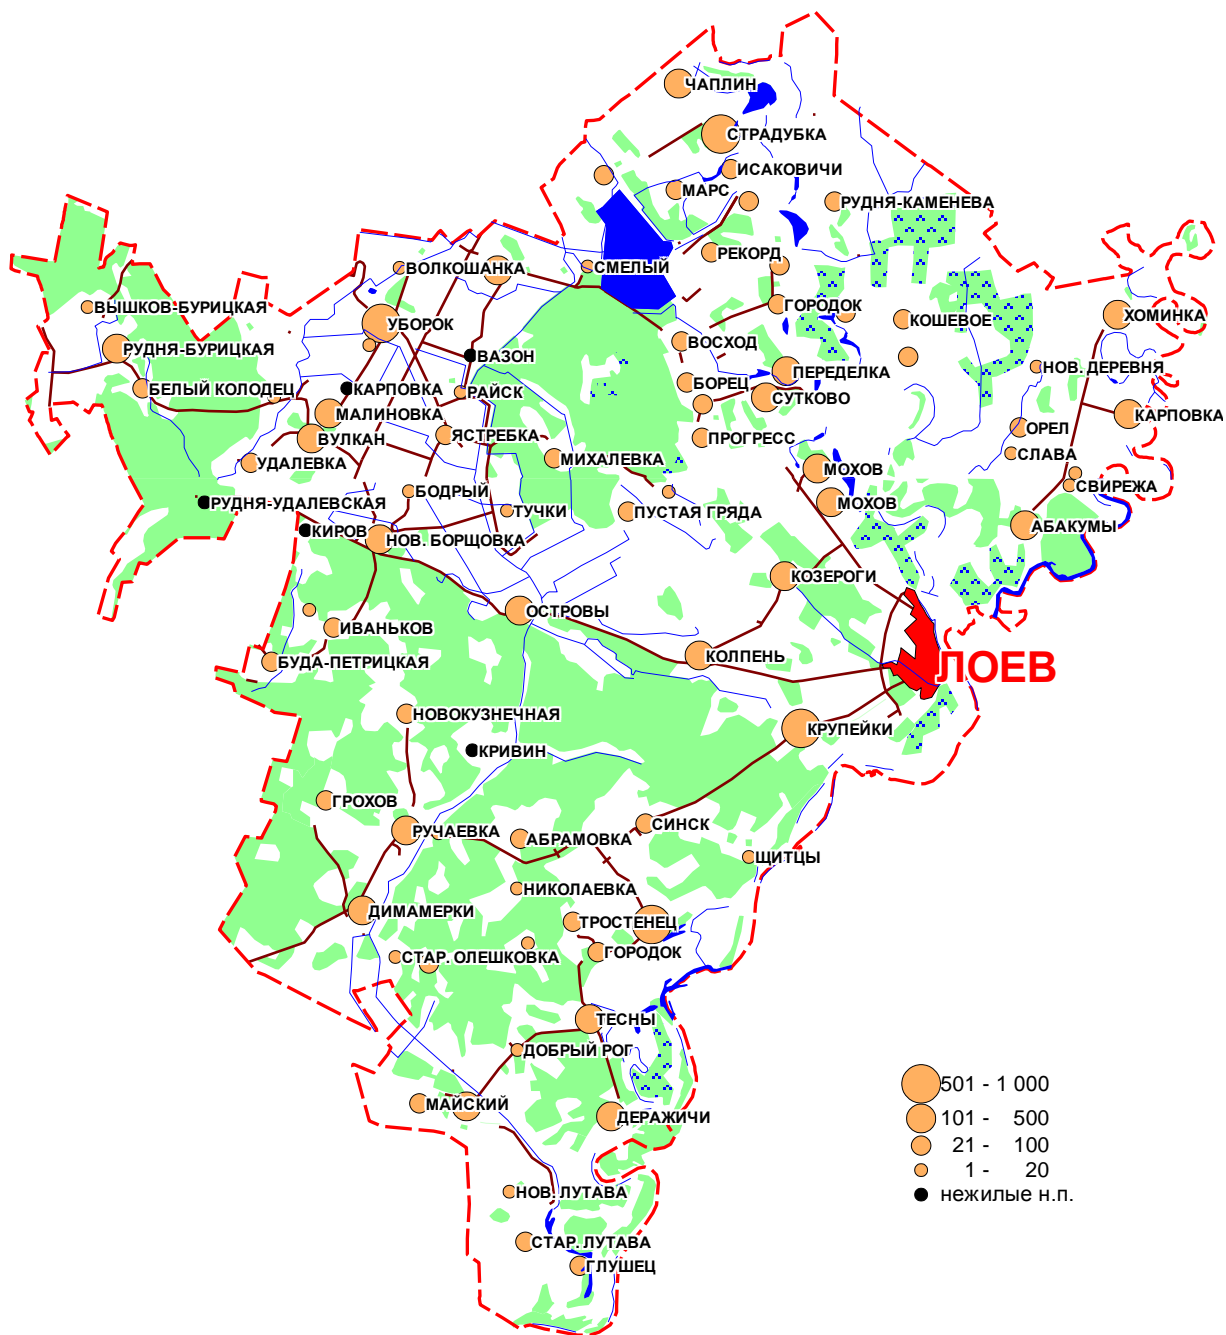 ЧАПЛИН
СТРАДУБКА
ИСАКОВИЧИ
МАРС
РУДНЯ-КАМЕНЕВА
РЕКОРД
ВОЛКОШАНКА
СМЕЛЫЙ
ВЫШКОВ-БУРИЦКАЯ
ГОРОДОК
ХОМИНКА
КОШЕВОЕ
УБОРОК
ВОСХОД
РУДНЯ-БУРИЦКАЯ
ВАЗОН
НОВ. ДЕРЕВНЯ
ПЕРЕДЕЛКА
БОРЕЦ
БЕЛЫЙ КОЛОДЕЦ
КАРПОВКА
РАЙСК
СУТКОВО
МАЛИНОВКА
КАРПОВКА
ОРЕЛ
ЯСТРЕБКА
ВУЛКАН
ПРОГРЕСС
СЛАВА
МИХАЛЕВКА
УДАЛЕВКА
МОХОВ
СВИРЕЖА
БОДРЫЙ
РУДНЯ-УДАЛЕВСКАЯ
МОХОВ
ТУЧКИ
ПУСТАЯ ГРЯДА
АБАКУМЫ
КИРОВ
НОВ. БОРЩОВКА
КОЗЕРОГИ
ОСТРОВЫ
ИВАНЬКОВ
КОЛПЕНЬ
БУДА-ПЕТРИЦКАЯ
ЛОЕВ
НОВОКУЗНЕЧНАЯ
КРУПЕЙКИ
КРИВИН
ГРОХОВ
СИНСК
РУЧАЕВКА
АБРАМОВКА
ЩИТЦЫ
НИКОЛАЕВКА
ДИМАМЕРКИ
ТРОСТЕНЕЦ
ГОРОДОК
СТАР. ОЛЕШКОВКА
ТЕСНЫ
ДОБРЫЙ РОГ
МАЙСКИЙ
ДЕРАЖИЧИ
НОВ. ЛУТАВА
СТАР. ЛУТАВА
ГЛУШЕЦ
501 - 1 000
101 - 500
21 - 100
1 - 20
нежилые н.п.